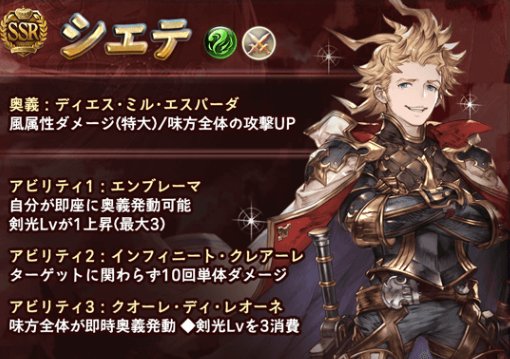 SSR シエテ
奥義：ディエス・ミル・エスパーダ
風属性ダメージ(特大)/味方全体の攻撃UP
アビリティ1：エンブレーマ
自分が即座に奥義発動可能
剣光Lvが1上昇(最大3)
アビリティ2：インフィニート・クレアーレ
ターゲットに関わらず10回単体ダメージ
アビリティ3：クオーレ・ディ・レオーネ
味方全体が即時奥義発動 ◆剣光Lvを3消費